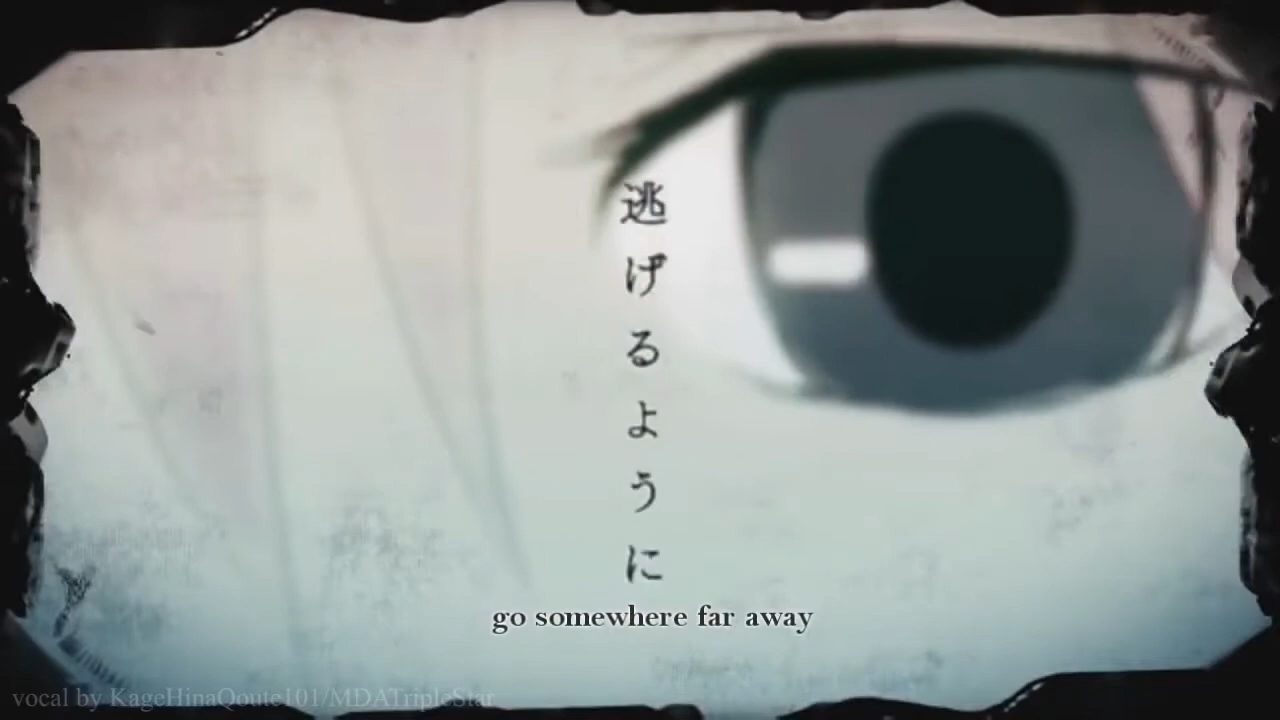 逃げるように
go somewhere far away
vocal by KageHinaQoute101/MDATripleStar